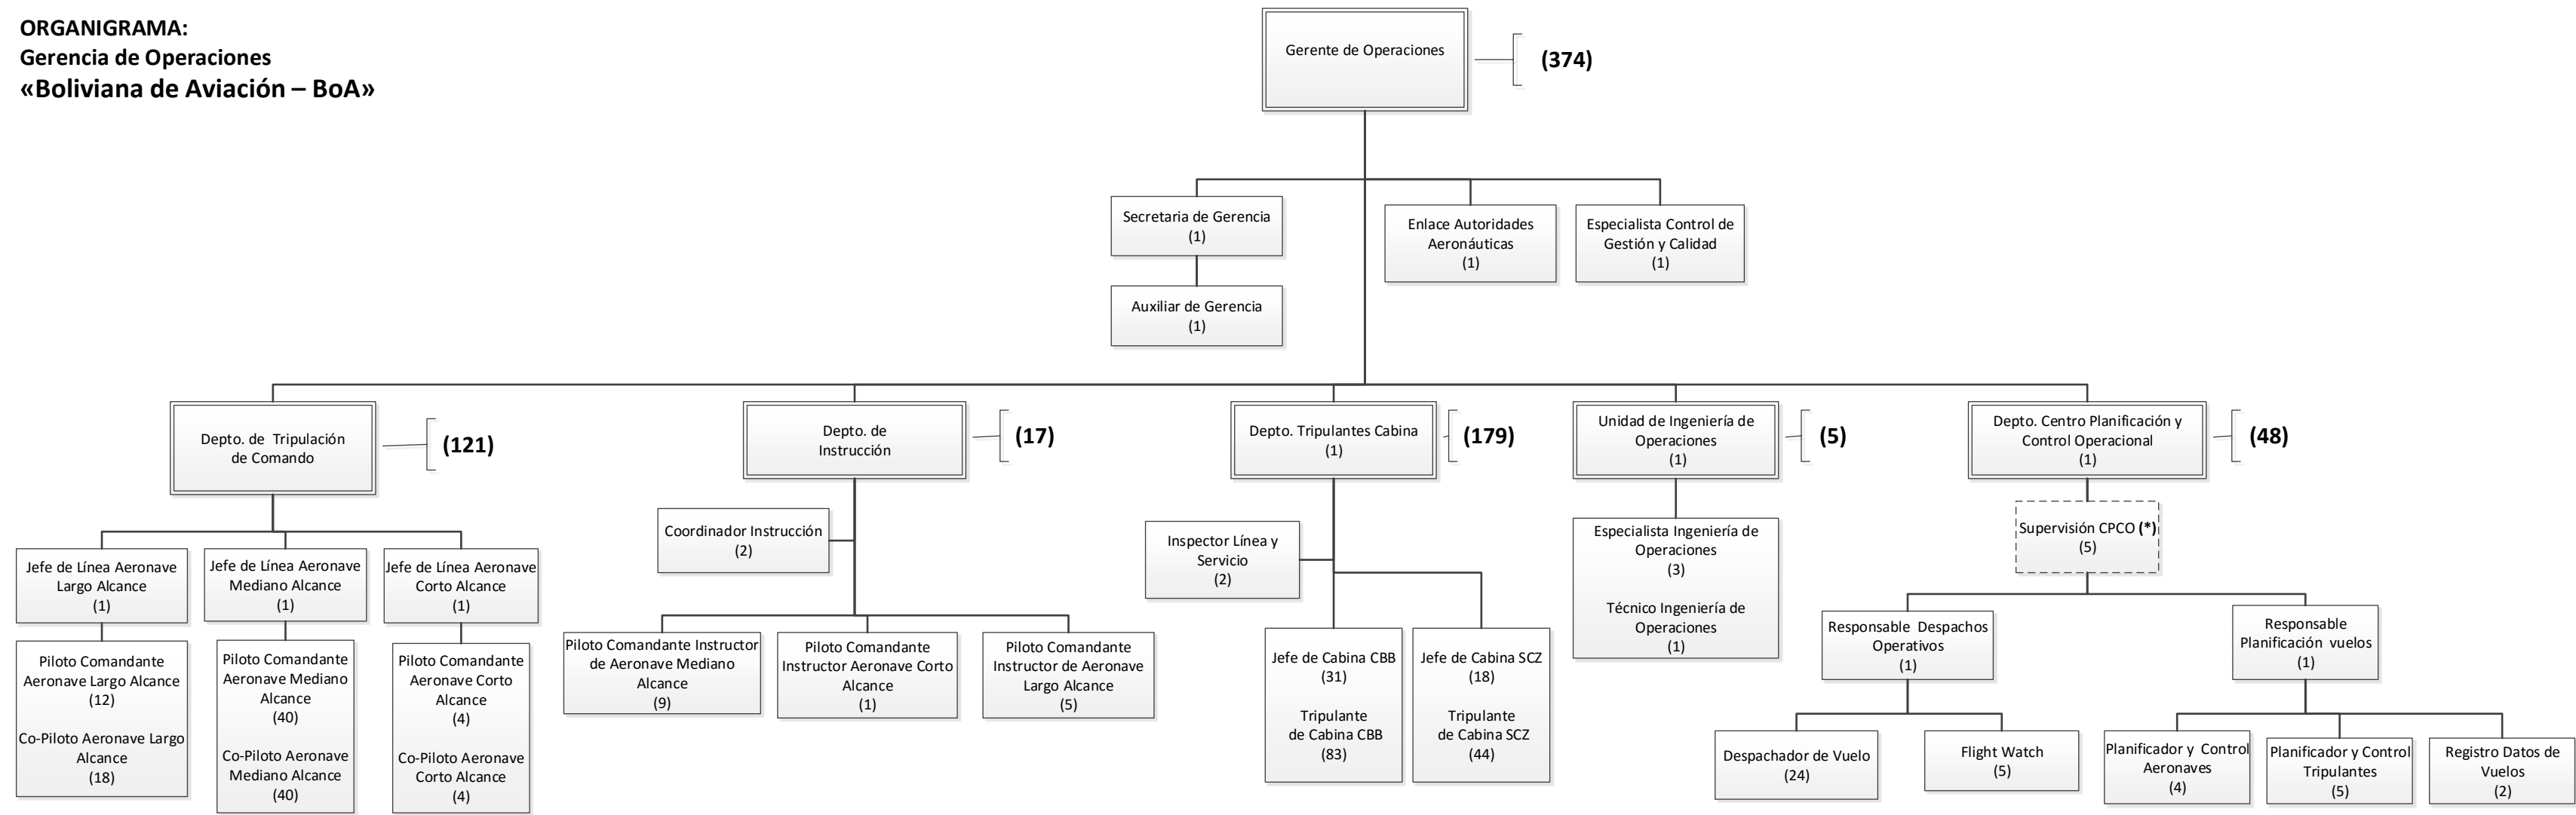 ORGANIGRAMA:
Gerencia de Operaciones
«Boliviana de Aviación – BoA»
Gerente de Operaciones
(374)
Secretaria de Gerencia
(1)
Enlace Autoridades
Aeronáuticas
(1)
Especialista Control de
Gestión y Calidad
(1)
Auxiliar de Gerencia
(1)
Depto. de Tripulación
de Comando
(121)
Depto. de
Instrucción
(17)
Depto. Tripulantes Cabina
(1)
(179)
Unidad de Ingeniería de
Operaciones
(1)
(5)
Depto. Centro Planificación y
Control Operacional
(1)
(48)
Jefe de Línea Aeronave
Largo Alcance
(1)
Jefe de Línea Aeronave
Mediano Alcance
(1)
Jefe de Línea Aeronave
Corto Alcance
(1)
Piloto Comandante
Aeronave Largo Alcance
(12)
Co-Piloto Aeronave Largo
Alcance
(18)
Piloto Comandante
Aeronave Mediano
Alcance
(40)
Co-Piloto Aeronave
Mediano Alcance
(40)
Piloto Comandante
Aeronave Corto
Alcance
(4)
Co-Piloto Aeronave
Corto Alcance
(4)
Coordinador Instrucción
(2)
Piloto Comandante Instructor
de Aeronave Mediano
Alcance
(9)
Piloto Comandante
Instructor Aeronave Corto
Alcance
(1)
Piloto Comandante
Instructor de Aeronave
Largo Alcance
(5)
Inspector Línea y
Servicio
(2)
Jefe de Cabina CBB
(31)
Tripulante
de Cabina CBB
(83)
Jefe de Cabina SCZ
(18)
Tripulante
de Cabina SCZ
(44)
Especialista Ingeniería de
Operaciones
(3)
Técnico Ingeniería de
Operaciones
(1)
Supervisión CPCO (*)
(5)
Responsable Despachos
Operativos
(1)
Responsable
Planificación vuelos
(1)
Despachador de Vuelo
(24)
Flight Watch
(5)
Planificador y Control
Aeronaves
(4)
Planificador y Control
Tripulantes
(5)
Registro Datos de
Vuelos
(2)